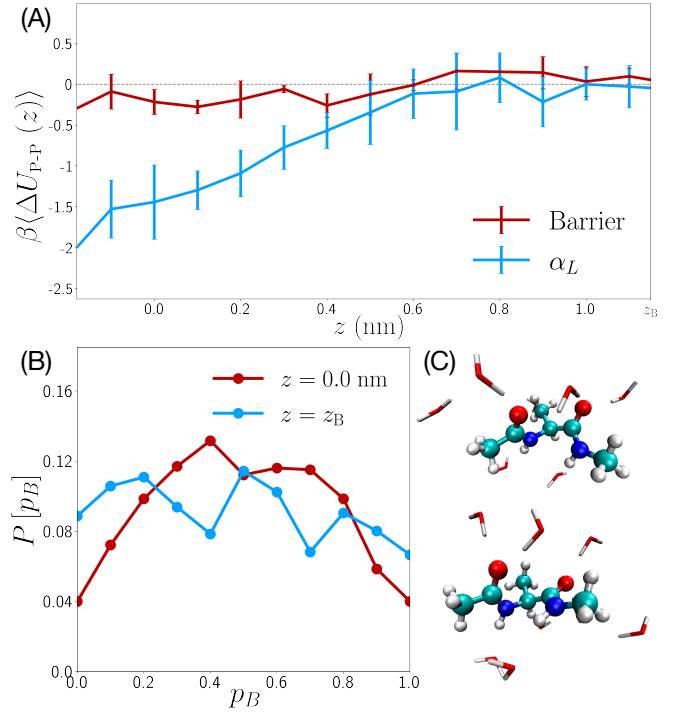 (A)
β⟨ΔU_P-P (z)⟩
0.5
0
-0.5
-1
-1.5
-2
-2.5
Barrier
α_L
0.0 0.2 0.4 0.6 0.8 1.0 z_B
z (nm)
(B)
(C)
P [p_B]
0.16
0.12
0.08
0.04
0.0
z = 0.0 nm
z = z_B
0.0 0.2 0.4 0.6 0.8 1.0
p_B